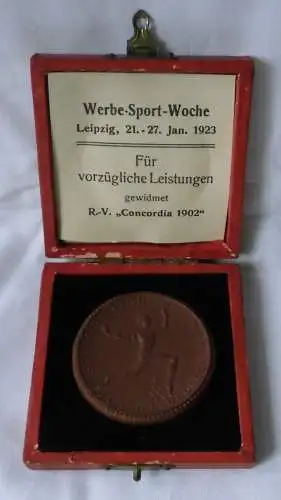 Werbe-Sport-Woche
Leipzig, 21.-27. Jan. 1923
Für
vorzügliche Leistungen
gewidmet
R.-V. „Concordia 1902“